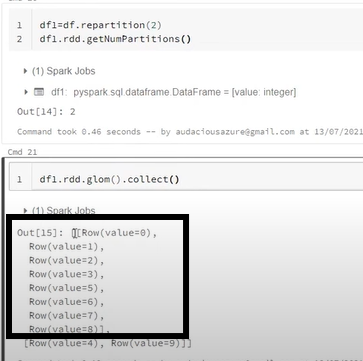 1 df1=df.repartition(2)
2 df1.rdd.getNumPartitions()
(1) Spark Jobs
df1: pyspark.sql.dataframe.DataFrame = [value: integer]
Out[14]: 2
Command took 0.46 seconds -- by audaciousazure@gmail.com at 13/07/2021
Cmd 21
1 df1.rdd.glom().collect()
(1) Spark Jobs
Out[15]: [[Row(value=0),
Row(value=1),
Row(value=2),
Row(value=3),
Row(value=5),
Row(value=6),
Row(value=7),
Row(value=8)],
[Row(value=4), Row(value=9)]]